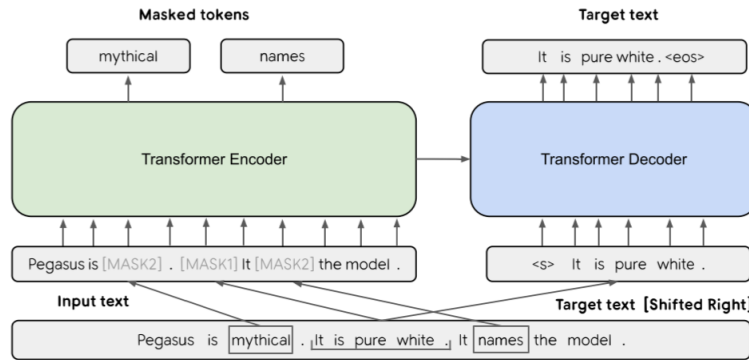 Masked tokens
Target text
mythical
names
It is pure white . <eos>
Transformer Encoder
Transformer Decoder
Pegasus is [MASK2] . [MASK1] It [MASK2] the model .
<s> It is pure white .
Input text
Target text [Shifted Right]
Pegasus is mythical . It is pure white . It names the model .